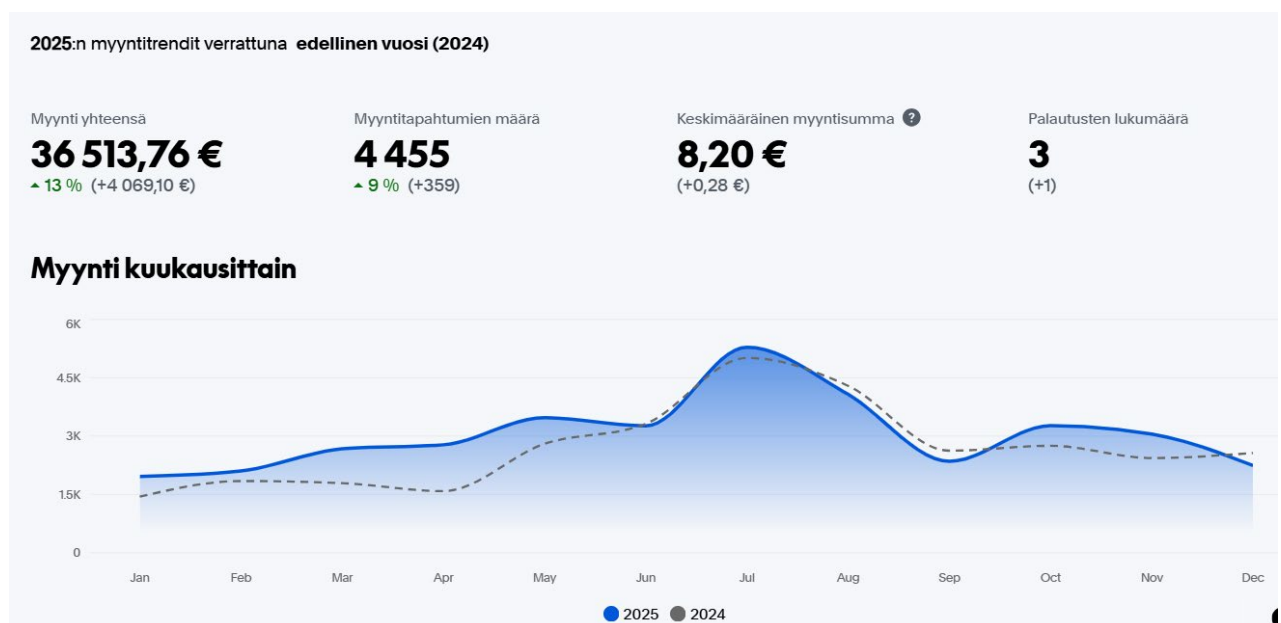 2025:n myyntitrendit verrattuna edellinen vuosi (2024)
Myynti yhteensä
36 513,76 €
13 % (+4 069,10 €)
Myyntitapahtumien määrä
4 455
9 % (+359)
Keskimääräinen myyntisumma ?
8,20 €
(+0,28 €)
Palautusten lukumäärä
3
(+1)
Myynti kuukausittain
6K
4.5K
3K
1.5K
0
Jan Feb Mar Apr May Jun Jul Aug Sep Oct Nov Dec
2025 2024